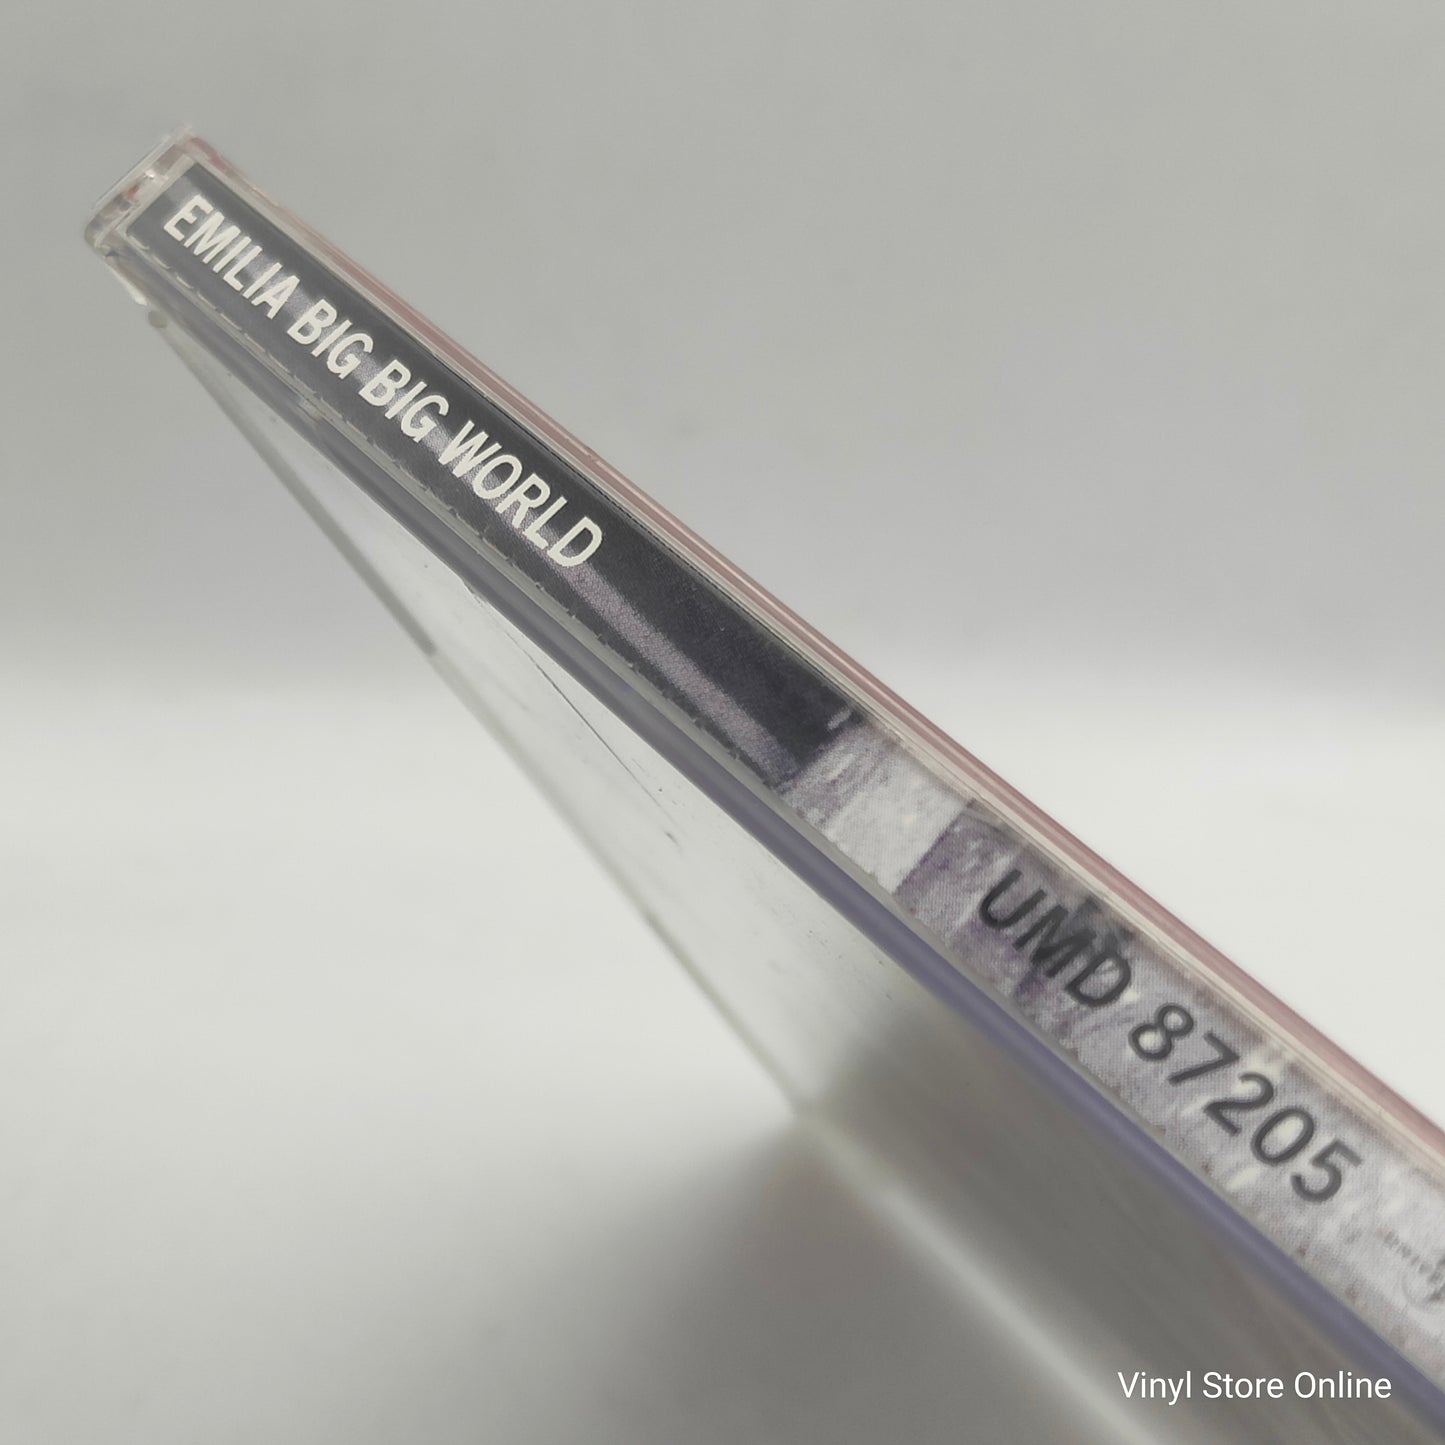 EMILIA BIG BIG WORLD
UMD 87205
Vinyl Store Online